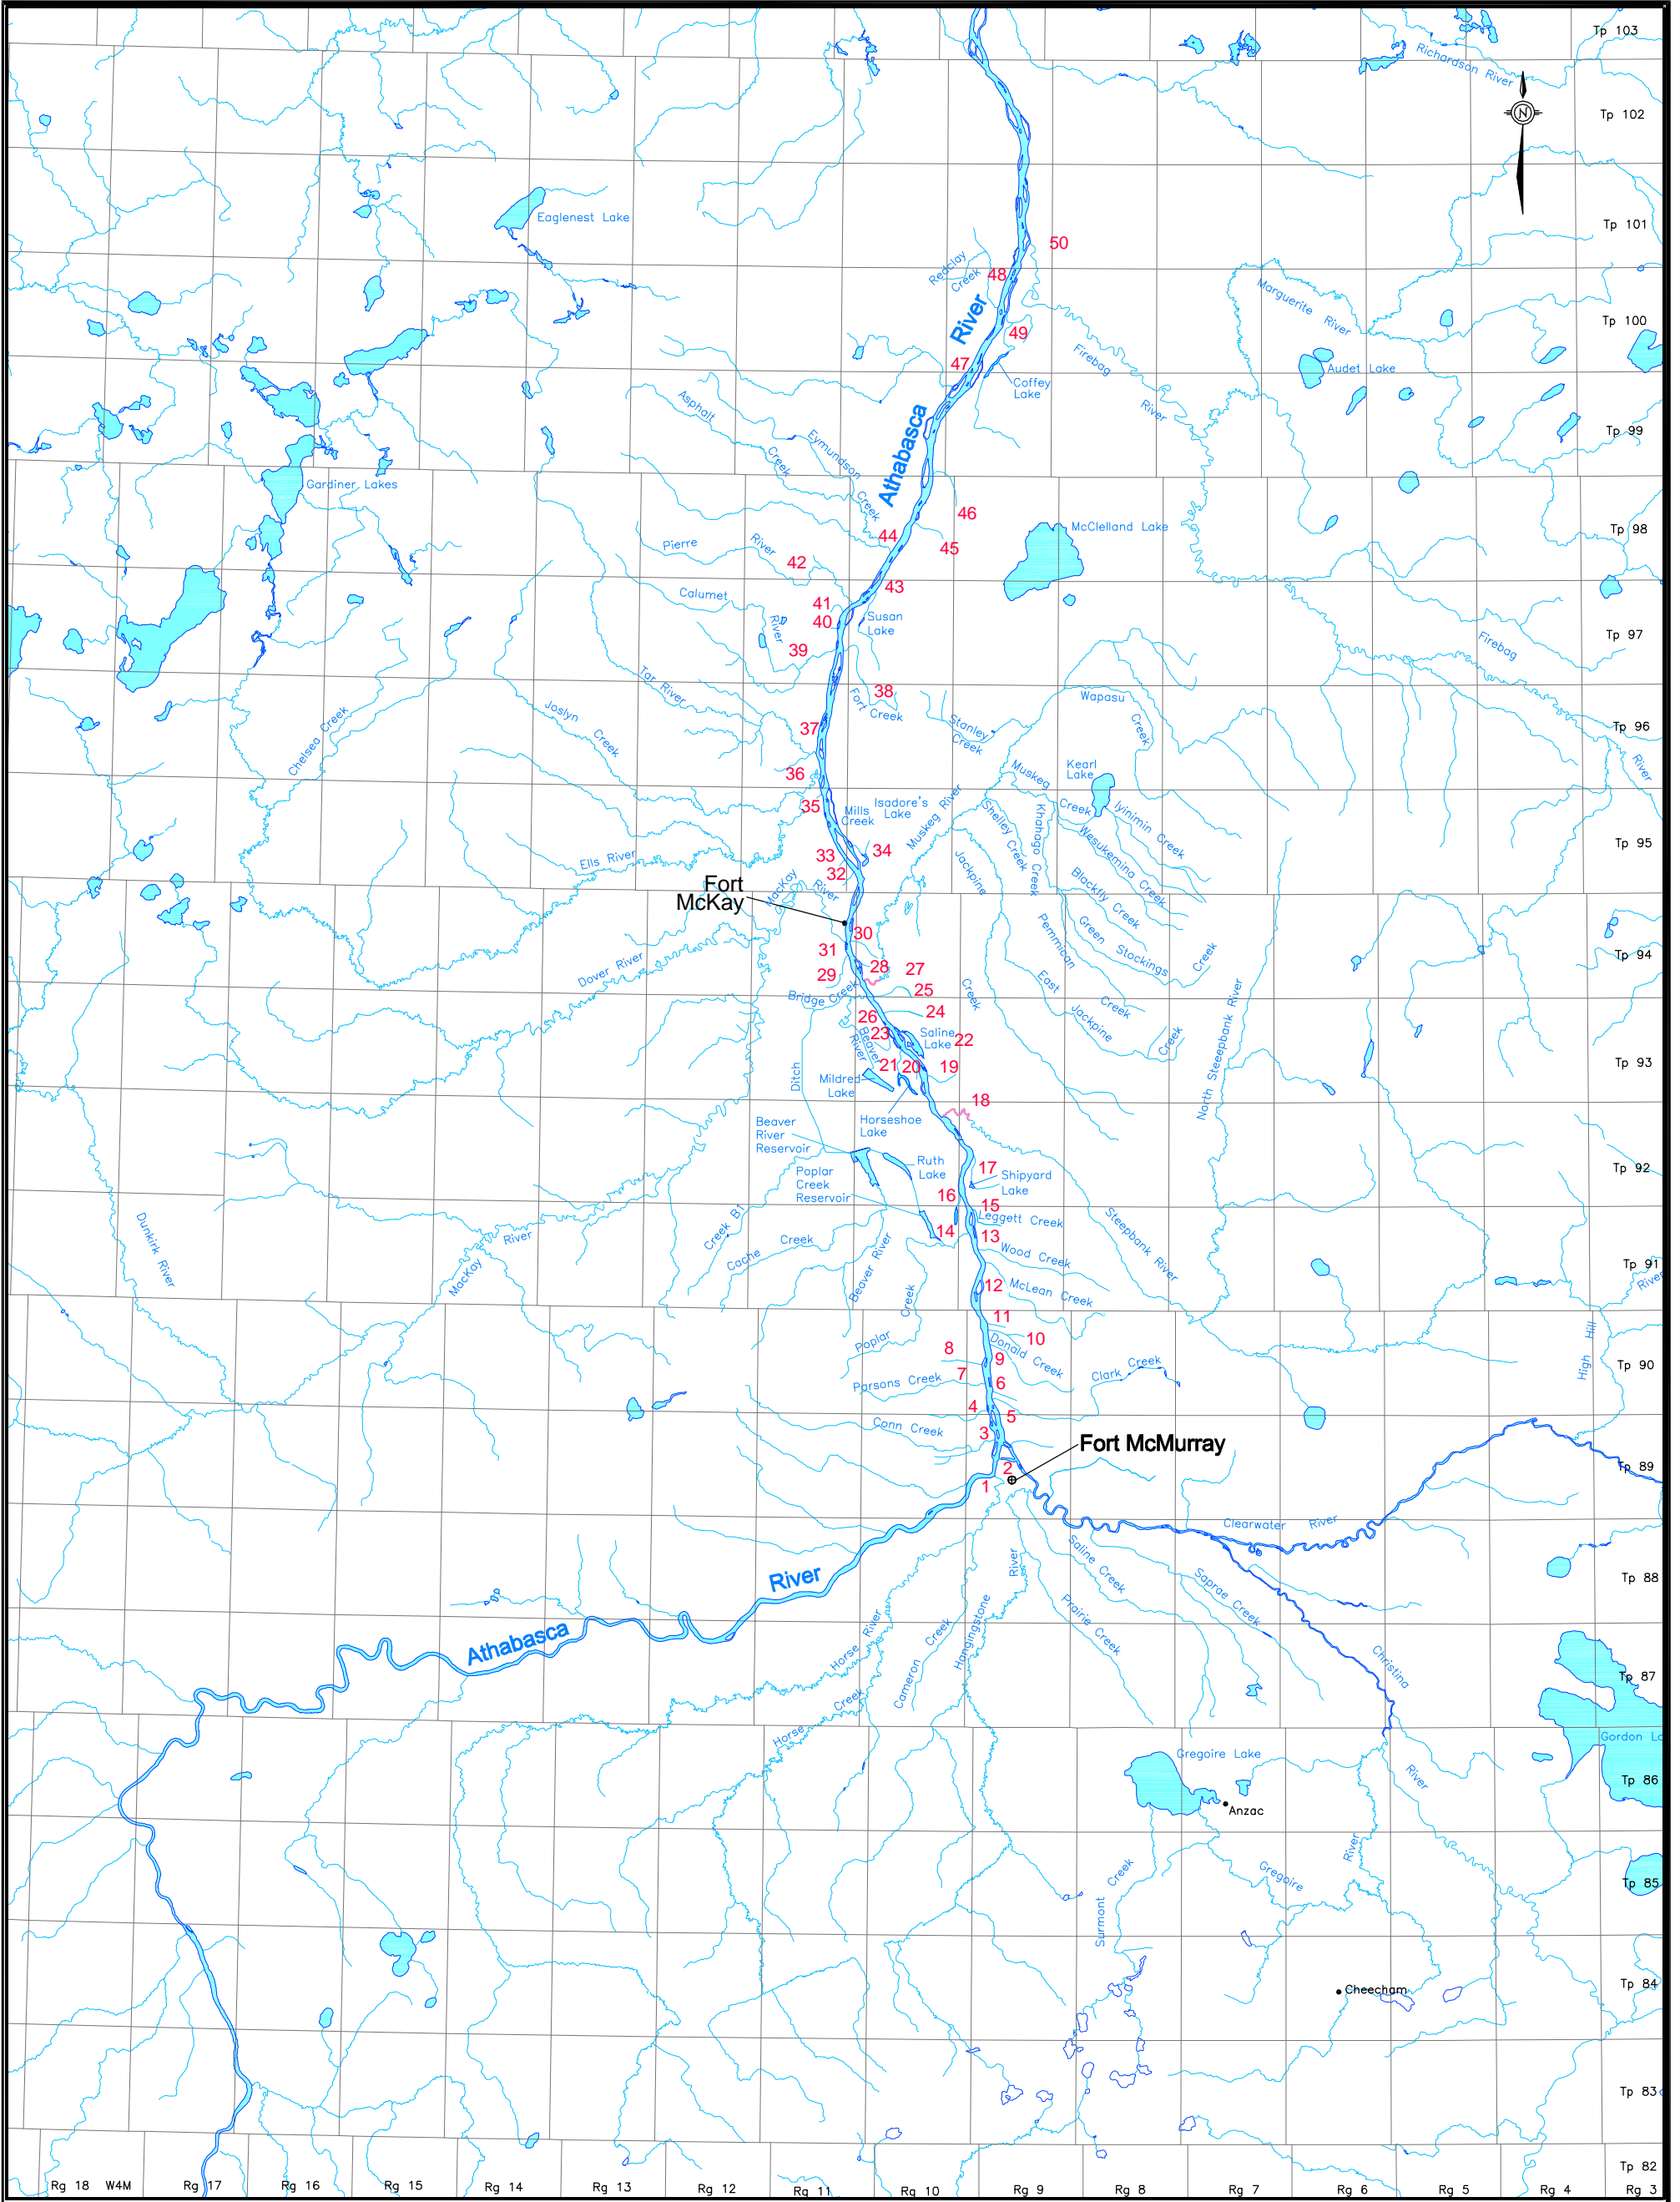 Tp 103
Richardson River
N
Tp 102
Eaglenest Lake
Tp 101
50
Redclay
Creek
48
Marguerite River
River
49
Tp 100
47
Firebag
River
Audet Lake
Coffey
Lake
Asphalt
Creek
Athabasca
Eymundson
Creek
Tp 99
Gardiner Lakes
46
McClelland Lake
Tp 98
44
45
Pierre
River
42
43
Calumet
River
41
40
Susan
Lake
Tp 97
39
Firebag
River
Tar River
38
Fort
Creek
Wapasu
Creek
Joslyn
Creek
Chelsea Creek
37
Stanley
Creek
Tp 96
36
Kearl
Lake
Muskeg
Creek
35
Mills
Creek
Isadore's
Lake
Muskeg River
Shelley Creek
Khahago Creek
Iyinimin Creek
Wesukemina Creek
Tp 95
34
33
32
Ells River
Jackpine
Creek
Blackfly Creek
Fort
McKay
MacKay
River
30
31
Green
Stockings
Creek
Pemmican
Creek
Tp 94
28
27
29
Dover River
Bridge Creek
25
East
Jackpine
Creek
26
24
23
Saline
Lake
22
Beaver
River
North Steepbank River
Tp 93
21
20
19
Ditch
Mildred
Lake
18
Horseshoe
Lake
Beaver
River
Reservoir
Ruth
Lake
17
Shipyard
Lake
Tp 92
Poplar
Creek
Reservoir
16
15
Leggett Creek
Steepbank River
Dunkirk River
Creek B1
14
13
Cache
Creek
Wood Creek
MacKay
River
Beaver River
Tp 91
River
12
McLean Creek
Poplar
Creek
11
10
Donald Creek
High
Hill
8
9
Clark Creek
Tp 90
7
6
Parsons Creek
4
5
Conn Creek
3
Fort McMurray
2
1
Tp 89
Clearwater
River
Saline Creek
Saprae Creek
River
Tp 88
Prairie Creek
Athabasca
Horse River
Cameron
Creek
Hangingstone
River
Christina
River
Tp 87
Horse
Creek
Gregoire Lake
Tp 86
Anzac
Gregoire
River
Surmont
Creek
Tp 85
Tp 84
Cheecham
Tp 83
Tp 82
Rg 18
W4M
Rg 17
Rg 16
Rg 15
Rg 14
Rg 13
Rg 12
Rg 11
Rg 10
Rg 9
Rg 8
Rg 7
Rg 6
Rg 5
Rg 4
Rg 3